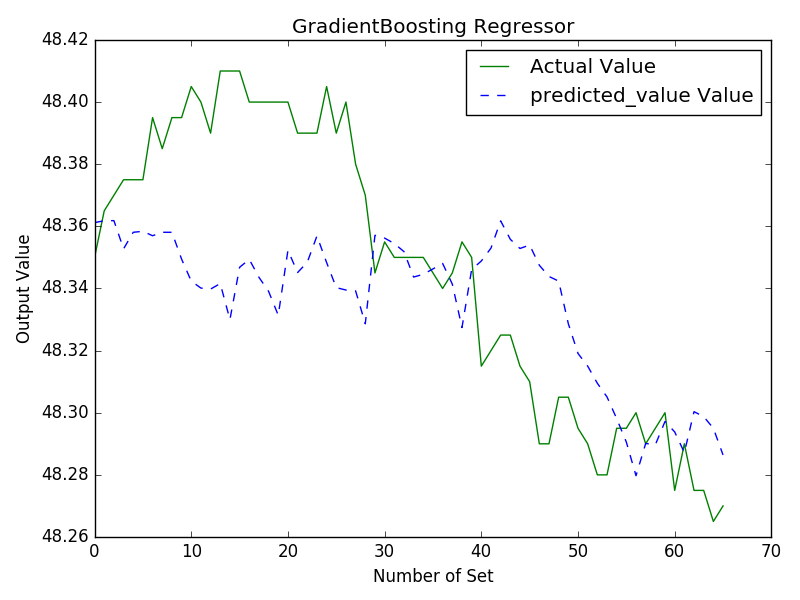 GradientBoosting Regressor
48.42
48.40
48.38
48.36
48.34
48.32
48.30
48.28
48.26
Output Value
Actual Value
predicted_value Value
0 10 20 30 40 50 60 70
Number of Set